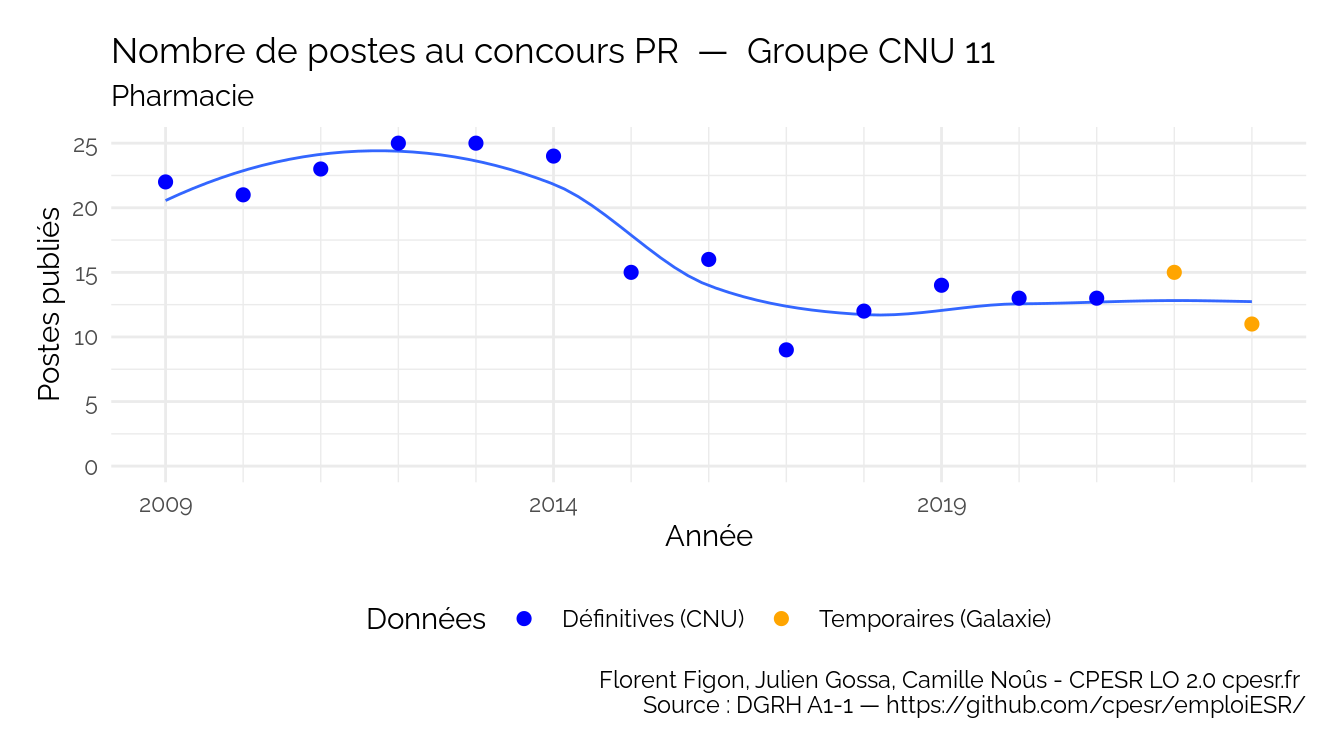 Nombre de postes au concours PR — Groupe CNU 11
Pharmacie
Postes publiés
25
20
15
10
5
0
2009 2014 2019
Année
Données Définitives (CNU) Temporaires (Galaxie)
Florent Figon, Julien Gossa, Camille Noûs - CPESR LO 2.0 cpesr.fr
Source : DGRH A1-1 — https://github.com/cpesr/emploiESR/